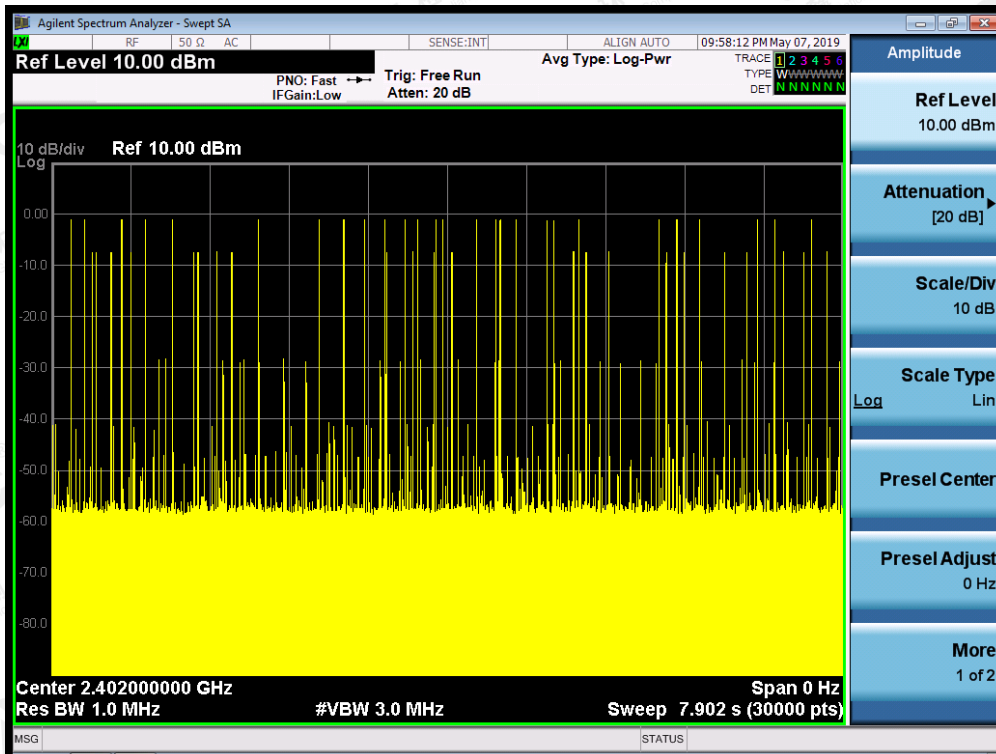 Agilent Spectrum Analyzer - Swept SA
LXI RF 50 Ω AC SENSE:INT ALIGN AUTO 09:58:12 PM May 07, 2019
Ref Level 10.00 dBm Avg Type: Log-Pwr TRACE 1 2 3 4 5 6
PNO: Fast Trig: Free Run TYPE WWWWWW
IFGain:Low Atten: 20 dB DET N N N N N N
10 dB/div Ref 10.00 dBm
Log
0.00
-10.0
-20.0
-30.0
-40.0
-50.0
-60.0
-70.0
-80.0
Center 2.402000000 GHz Span 0 Hz
Res BW 1.0 MHz #VBW 3.0 MHz Sweep 7.902 s (30000 pts)
MSG STATUS
Amplitude
Ref Level
10.00 dBm
Attenuation
[20 dB]
Scale/Div
10 dB
Scale Type
Log Lin
Presel Center
Presel Adjust
0 Hz
More
1 of 2